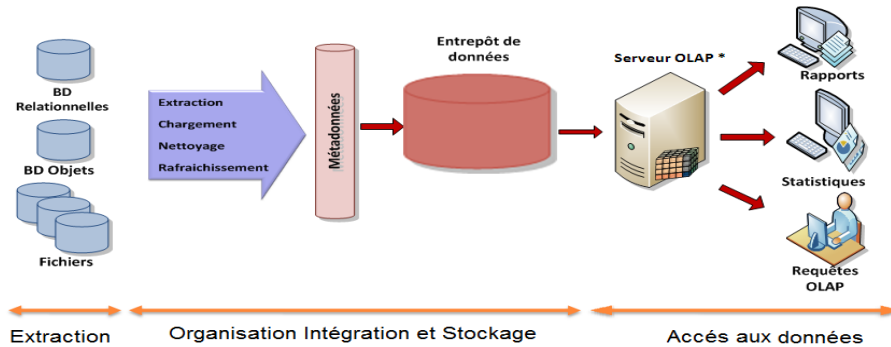 BD
Relationnelles
BD Objets
Fichiers
Extraction
Chargement
Nettoyage
Rafraichissement
Métadonnées
Entrepôt de
données
Serveur OLAP *
Rapports
Statistiques
Requêtes
OLAP
Extraction
Organisation Intégration et Stockage
Accés aux données